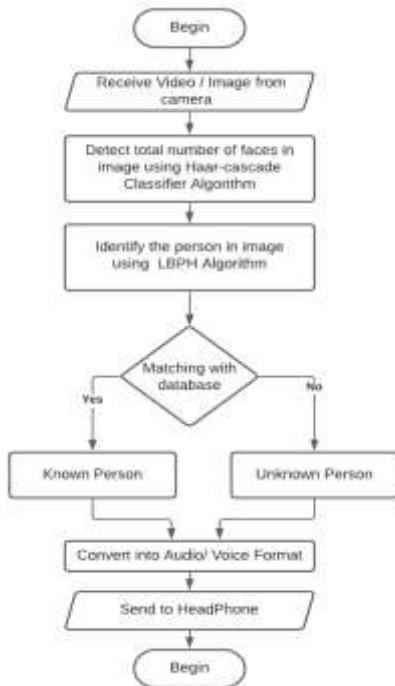 Begin
Receive Video / Image from
camera
Detect total number of faces in
image using Haar-cascade
Classifier Algorithm
Identify the person in image
using LBPH Algorithm
Matching with
database
Yes
No
Known Person
Unknown Person
Convert into Audio/ Voice Format
Send to HeadPhone
Begin